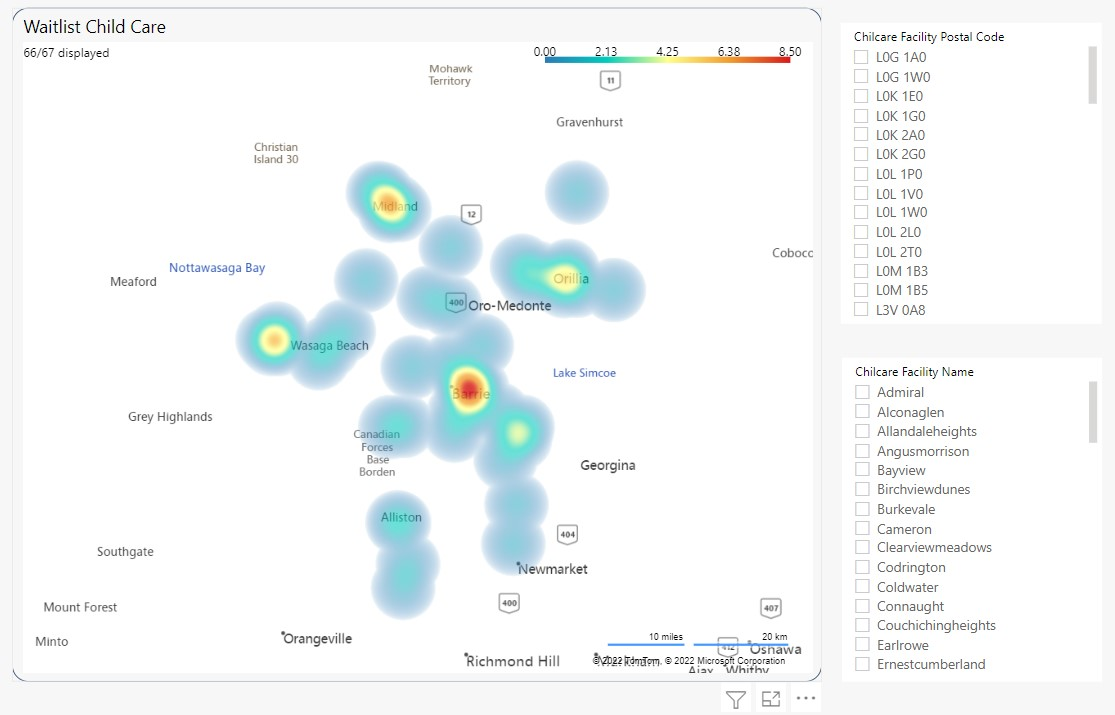 Waitlist Child Care
66/67 displayed
0.00 2.13 4.25 6.38 8.50
Mohawk
Territory
11
Gravenhurst
Christian
Island 30
Midland
12
Coboco
Nottawasaga Bay
Meaford
Orillia
400
Oro-Medonte
Wasaga Beach
Lake Simcoe
Barrie
Grey Highlands
Canadian
Forces
Base
Borden
Georgina
Alliston
404
Southgate
Newmarket
400
Mount Forest
407
Minto
Orangeville
10 miles 20 km
412
Oshawa
Richmond Hill
© 2022 TomTom, © 2022 Microsoft Corporation
Ajax Whitby
Chilcare Facility Postal Code
L0G 1A0
L0G 1W0
L0K 1E0
L0K 1G0
L0K 2A0
L0K 2G0
L0L 1P0
L0L 1V0
L0L 1W0
L0L 2L0
L0L 2T0
L0M 1B3
L0M 1B5
L3V 0A8
Chilcare Facility Name
Admiral
Alconaglen
Allandaleheights
Angusmorrison
Bayview
Birchviewdunes
Burkevale
Cameron
Clearviewmeadows
Codrington
Coldwater
Connaught
Couchichingheights
Earlrowe
Ernestcumberland